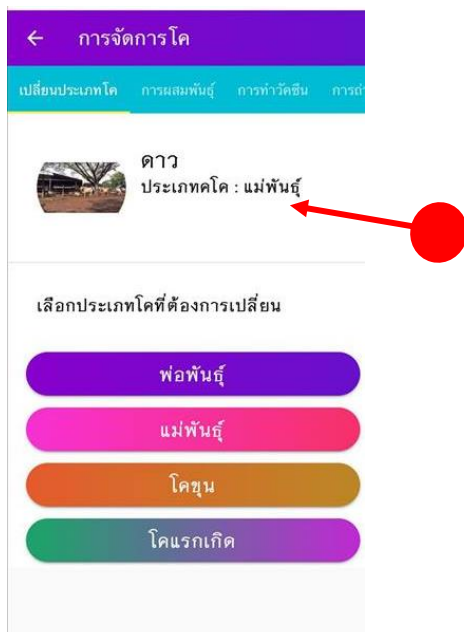 การจัดการโค
เปลี่ยนประเภทโค การผสมพันธุ์ การทำวัคซีน การถ่
ดาว
ประเภทคโค : แม่พันธุ์
เลือกประเภทโคที่ต้องการเปลี่ยน
พ่อพันธุ์
แม่พันธุ์
โคขุน
โคแรกเกิด